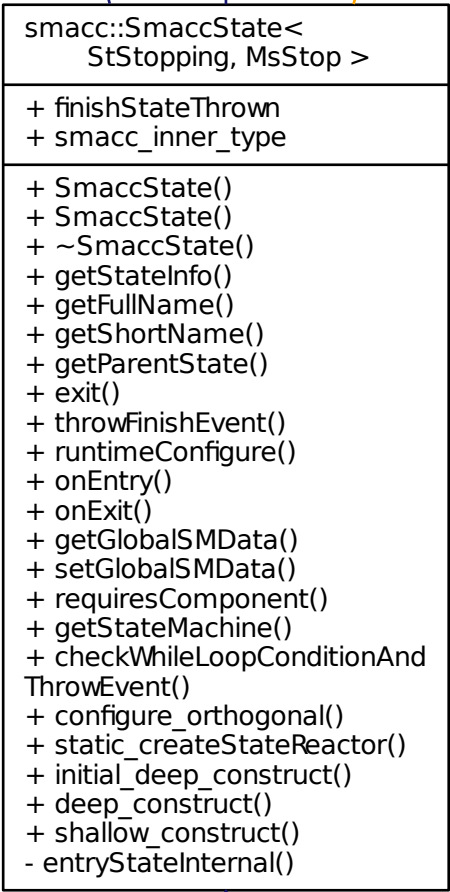 smacc::SmaccState<
StStopping, MsStop >
+ finishStateThrown
+ smacc_inner_type
+ SmaccState()
+ SmaccState()
+ ~SmaccState()
+ getStateInfo()
+ getFullName()
+ getShortName()
+ getParentState()
+ exit()
+ throwFinishEvent()
+ runtimeConfigure()
+ onEntry()
+ onExit()
+ getGlobalSMData()
+ setGlobalSMData()
+ requiresComponent()
+ getStateMachine()
+ checkWhileLoopConditionAnd
ThrowEvent()
+ configure_orthogonal()
+ static_createStateReactor()
+ initial_deep_construct()
+ deep_construct()
+ shallow_construct()
- entryStateInternal()